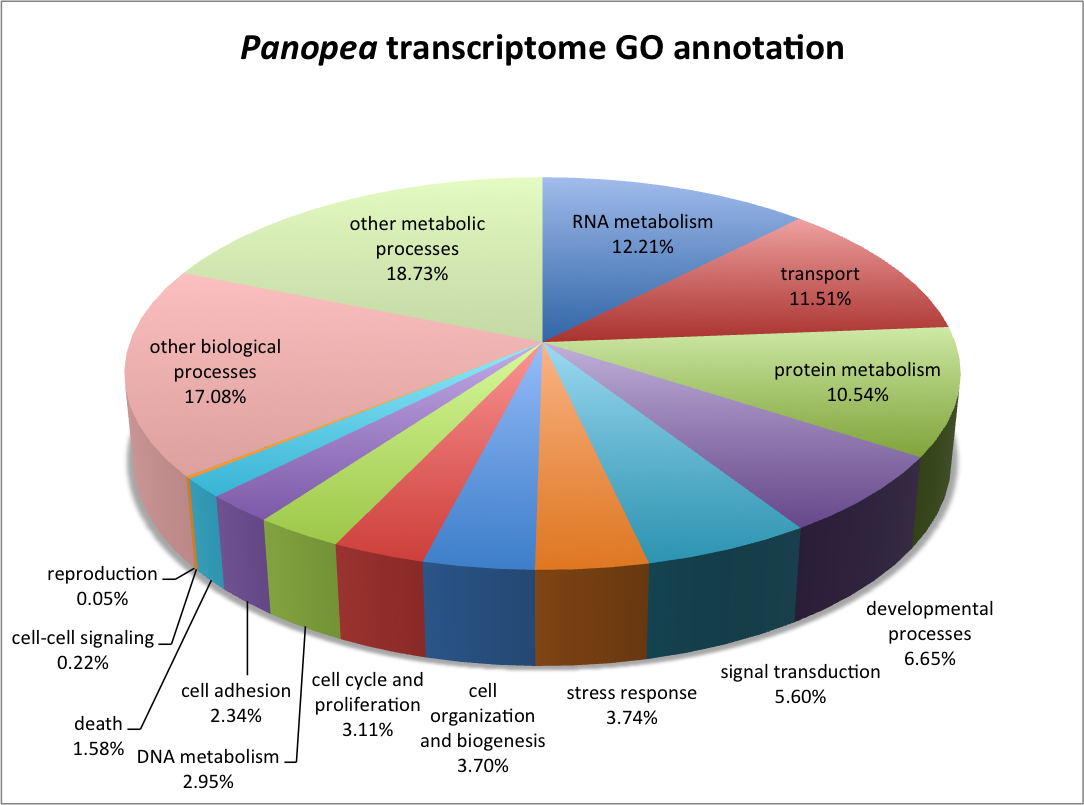 Panopea transcriptome GO annotation
other metabolic
processes
18.73%
RNA metabolism
12.21%
transport
11.51%
protein metabolism
10.54%
other biological
processes
17.08%
reproduction
0.05%
cell-cell signaling
0.22%
death
1.58%
cell adhesion
2.34%
DNA metabolism
2.95%
cell cycle and
proliferation
3.11%
cell
organization
and biogenesis
3.70%
stress response
3.74%
signal transduction
5.60%
developmental
processes
6.65%